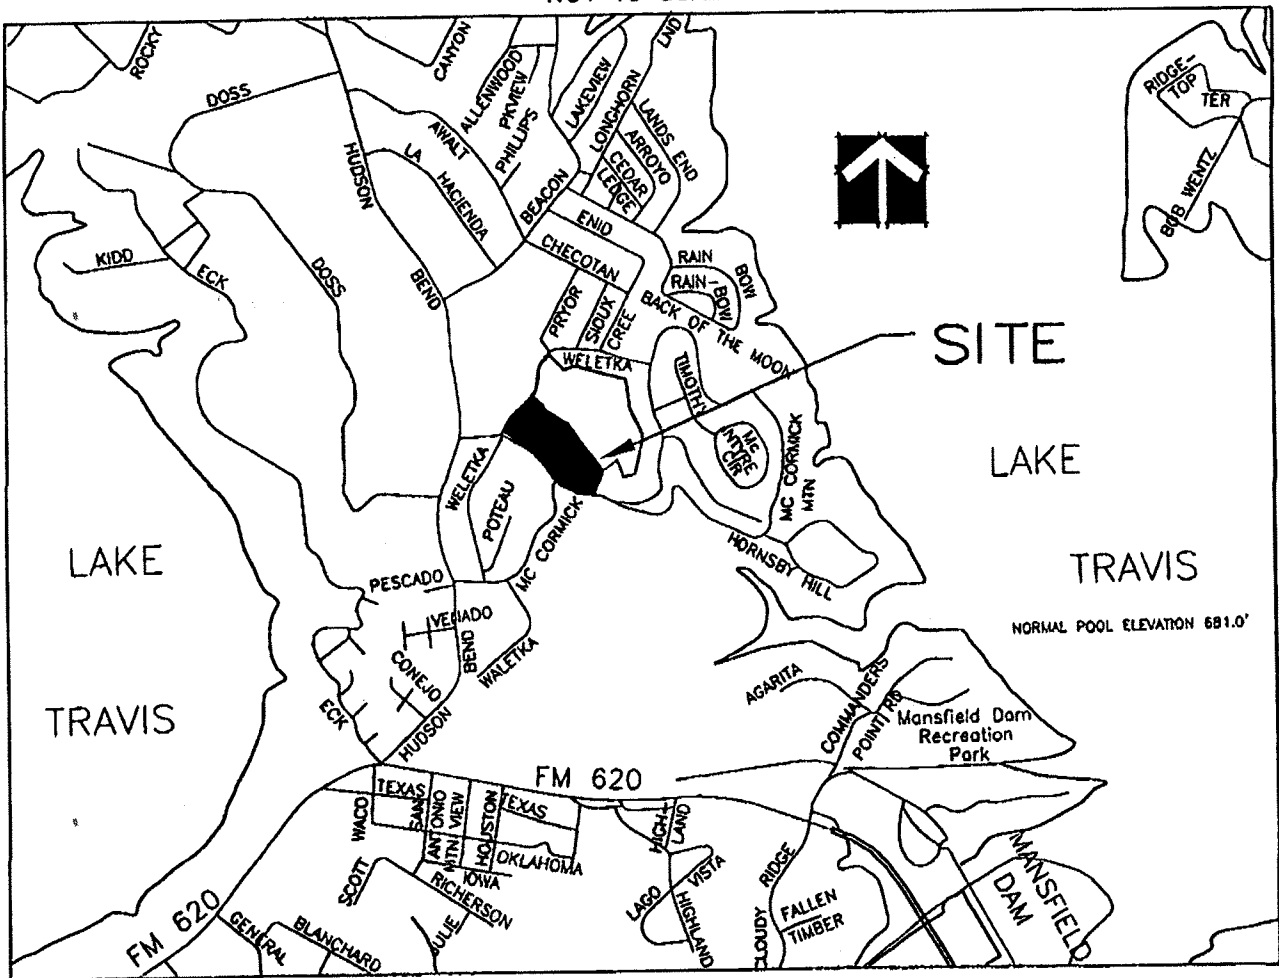 ROCKY
CANYON
LND
DOSS
ALLENWOOD
PKVIEW
PHILLIPS
LAKEVIEW
LONGHORN
LANDS END
ARROYO
CEDAR
LEDGE
AWALT
LA
HACIENDA
HUDSON
BEND
BEACON
ENID
CHECOTAH
RIDGE-
TOP
TER
BOB WENTZ
KIDD
ECK
DOSS
PRYOR
SIOUX
CREE
RAIN
BOW
RAIN-
BOW
BACK OF THE MOON
WELETKA
SITE
TIMOTHY
Mc
INTYRE
CIR
MC CORMICK
MTN
LAKE
TRAVIS
NORMAL POOL ELEVATION 681.0'
WELETKA
POTEAU
MC CORMICK
HORNSBY HILL
LAKE
TRAVIS
PESCADO
VENADO
BEND
WALETKA
CONEJO
ECK
HUDSON
AGARITA
COMMANDERS
POINT
Mansfield Dam
Recreation
Park
FM 620
TEXAS
WACO
SAN
ANTONIO
MTN VIEW
HOUSTON
TEXAS
OKLAHOMA
IOWA
SCOTT
RICHERSON
HIGH-
LAND
LAGO VISTA
HIGHLAND
CLOUDY RIDGE
FALLEN
TIMBER
MANSFIELD
DAM
FM 620
GENERAL
BLANCHARD